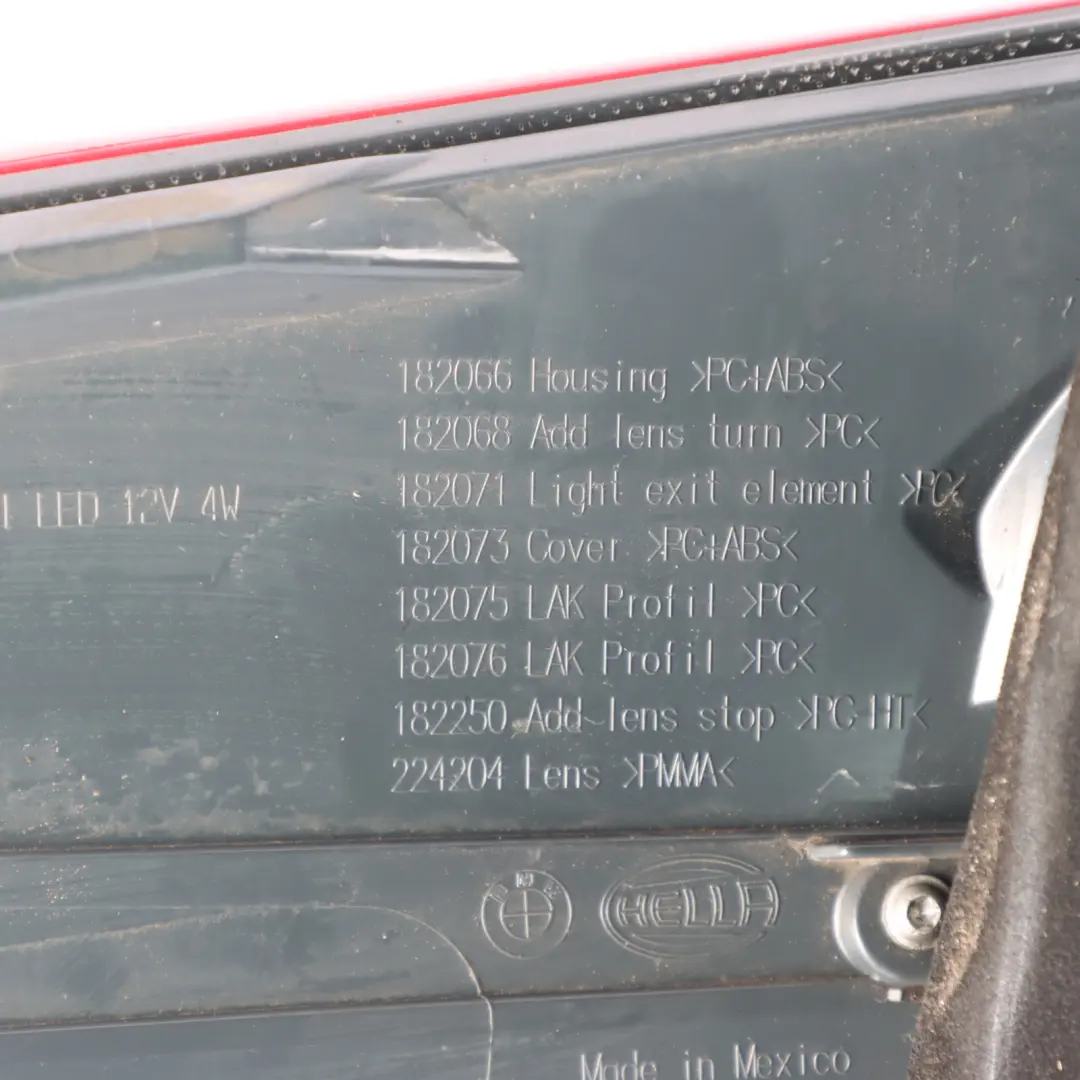 182066 Housing >PC+ABS<
182068 Add lens turn >PC<
182071 Light exit element >PC<
LED 12V 4W
182073 Cover >PC+ABS<
182075 LAK Profil >PC<
182076 LAK Profil >PC<
182250 Add lens stop >PC-HT<
224204 Lens >PMMA<
BMW
HELLA
Made in Mexico